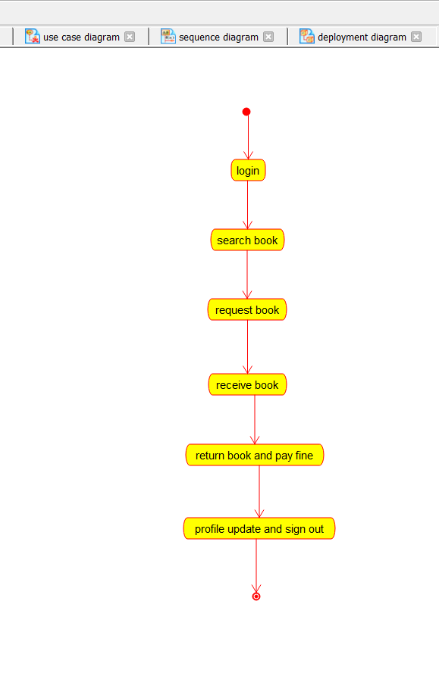 use case diagram
sequence diagram
deployment diagram
login
search book
request book
receive book
return book and pay fine
profile update and sign out